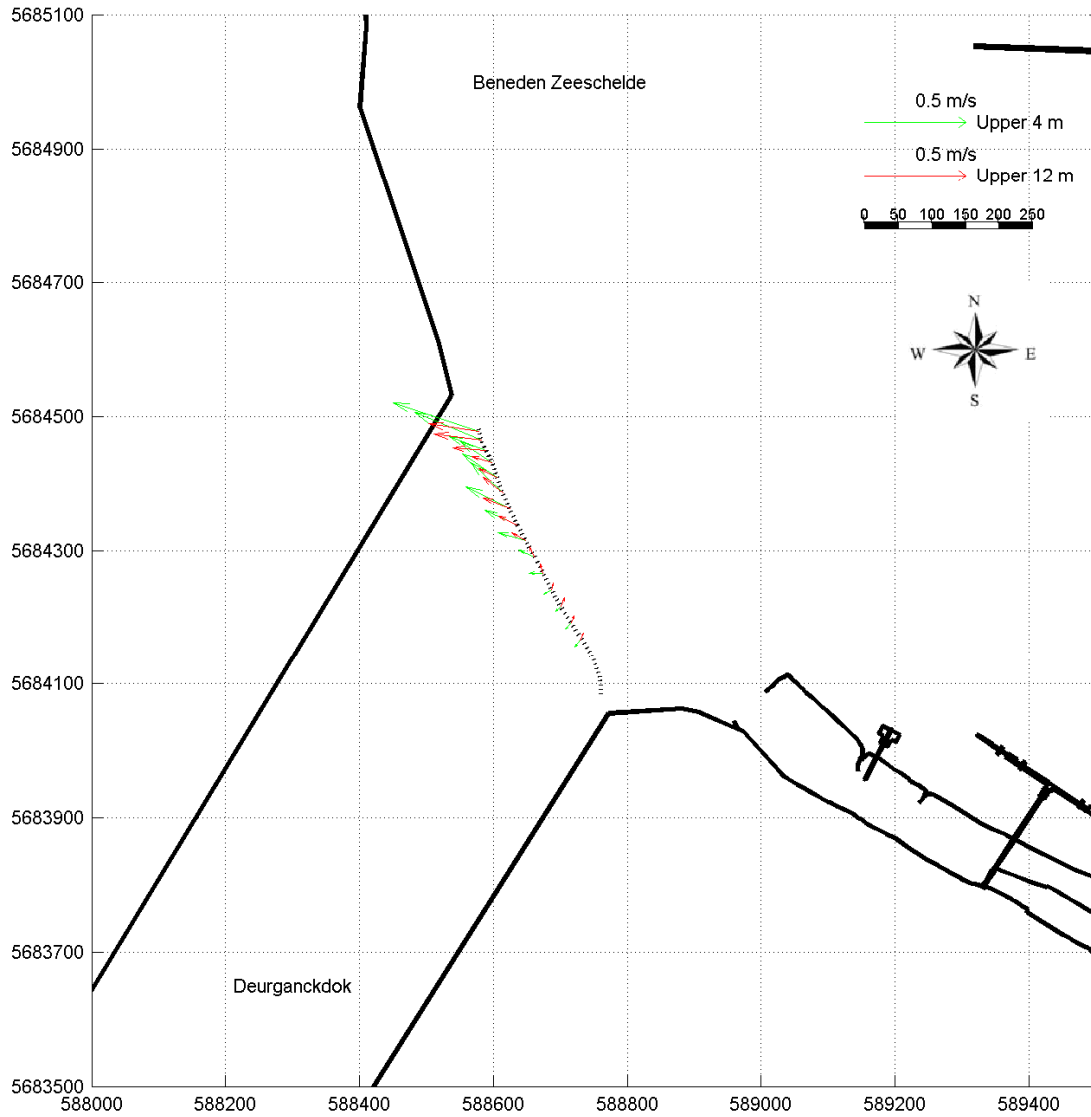 5685100
Beneden Zeeschelde
0.5 m/s
Upper 4 m
5684900
0.5 m/s
Upper 12 m
0 50 100 150 200 250
5684700
N
W E
S
5684500
5684300
5684100
5683900
5683700
Deurganckdok
5683500
588000 588200 588400 588600 588800 589000 589200 589400